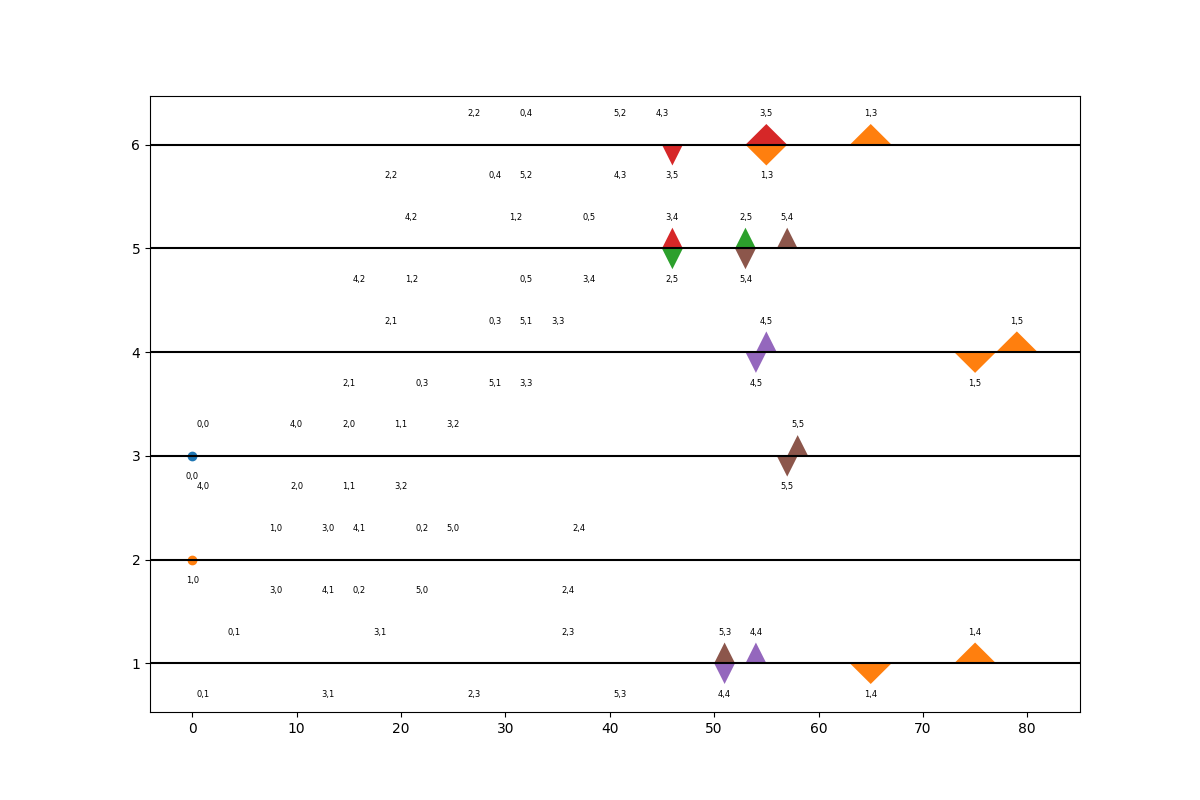 2,2 0,4 5,2 4,3 3,5 1,3
6
2,2 0,4 5,2 4,3 3,5 1,3
4,2 1,2 0,5 3,4 2,5 5,4
5
4,2 1,2 0,5 3,4 2,5 5,4
2,1 0,3 5,1 3,3 4,5 1,5
4
2,1 0,3 5,1 3,3 4,5 1,5
0,0 4,0 2,0 1,1 3,2 5,5
3
0,0
4,0 2,0 1,1 3,2 5,5
1,0 3,0 4,1 0,2 5,0 2,4
2
1,0
3,0 4,1 0,2 5,0 2,4
0,1 3,1 2,3 5,3 4,4 1,4
1
0,1 3,1 2,3 5,3 4,4 1,4
0 10 20 30 40 50 60 70 80